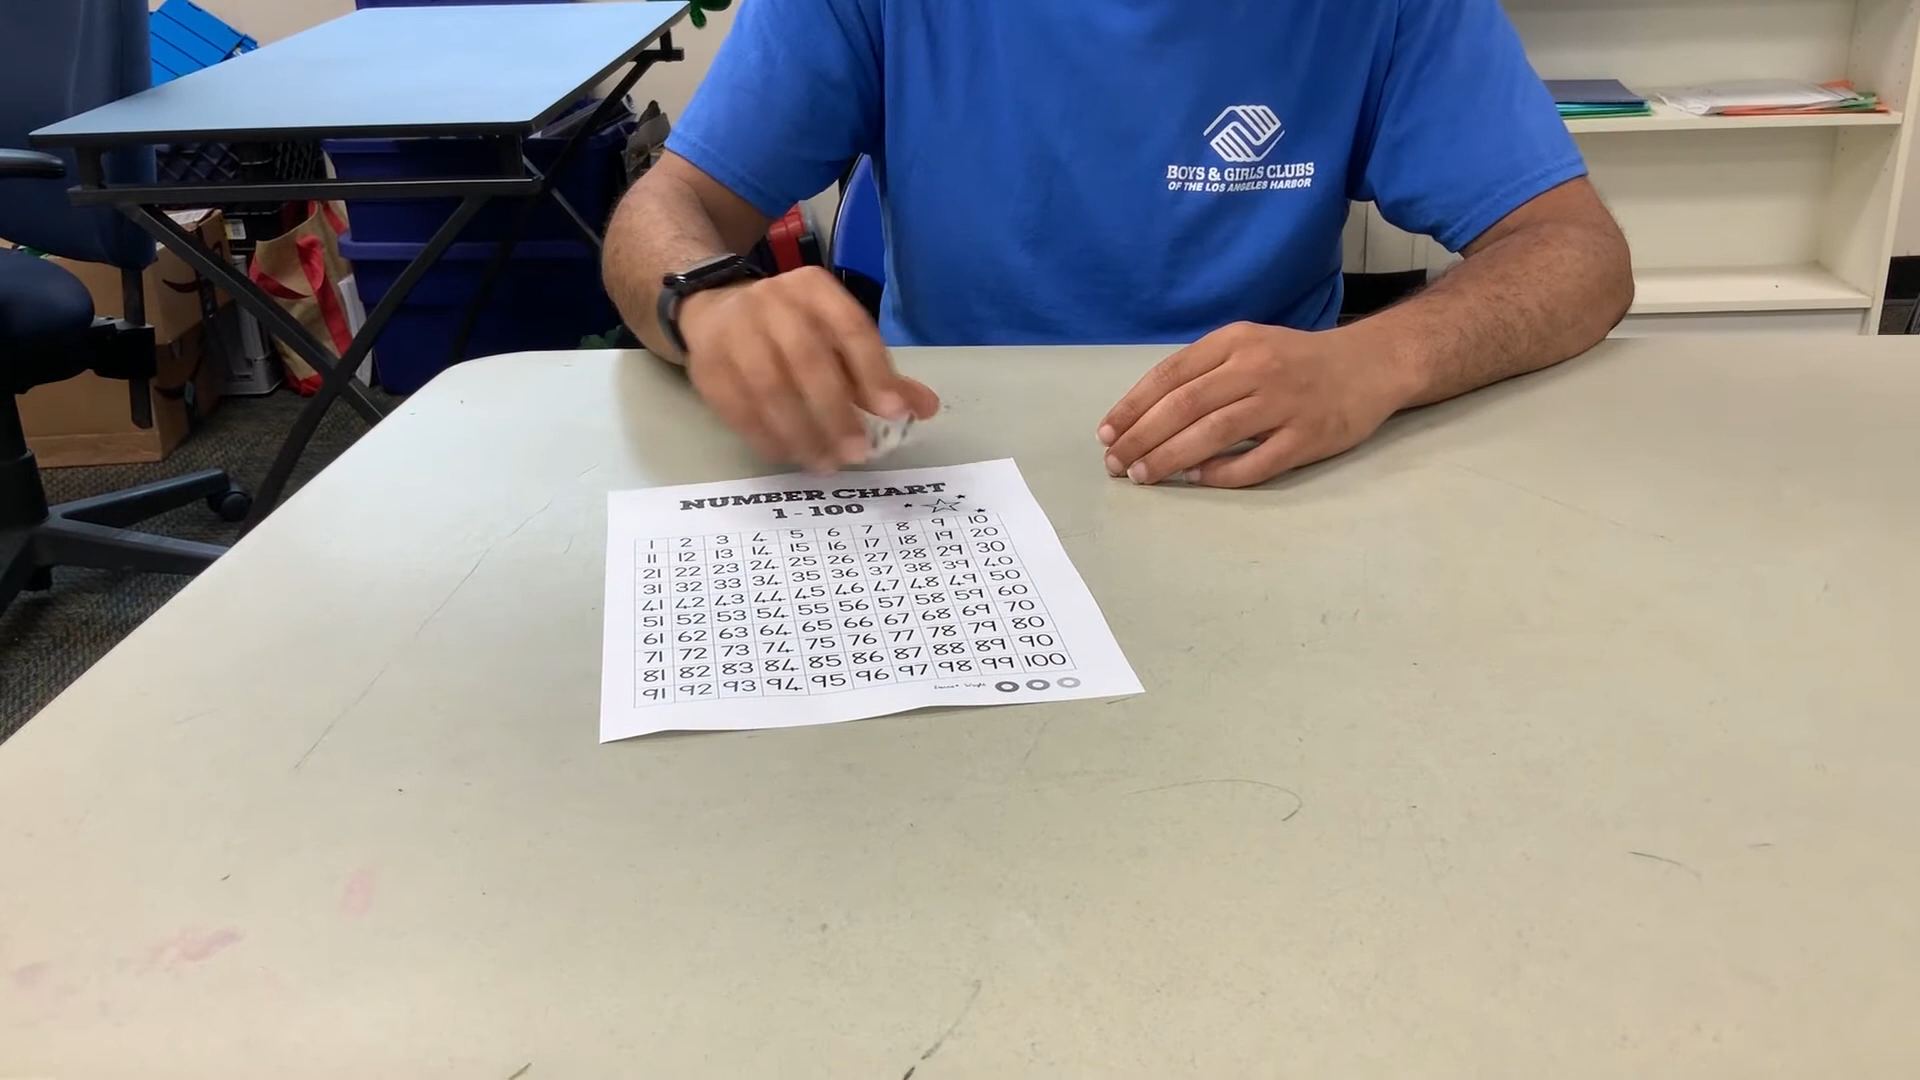 BOYS & GIRLS CLUBS
OF THE LOS ANGELES HARBOR
NUMBER CHART
1 - 100
1 2 3 4 5 6 7 8 9 10
11 12 13 14 15 16 17 18 19 20
21 22 23 24 25 26 27 28 29 30
31 32 33 34 35 36 37 38 39 40
41 42 43 44 45 46 47 48 49 50
51 52 53 54 55 56 57 58 59 60
61 62 63 64 65 66 67 68 69 70
71 72 73 74 75 76 77 78 79 80
81 82 83 84 85 86 87 88 89 90
91 92 93 94 95 96 97 98 99 100